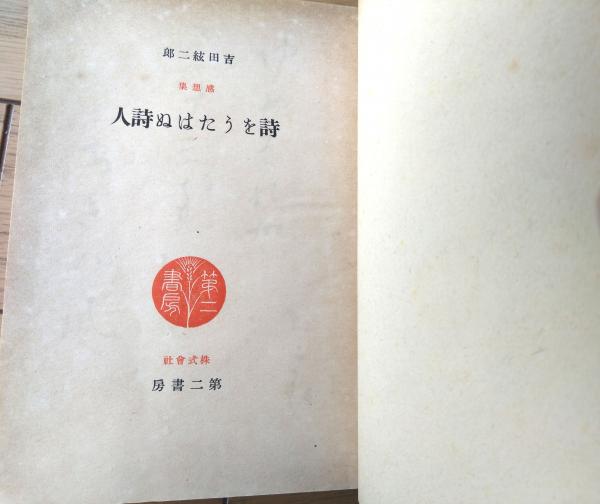 吉田絃二郎
感想集
詩をうたはぬ詩人
第二
書房
株式會社
第二書房